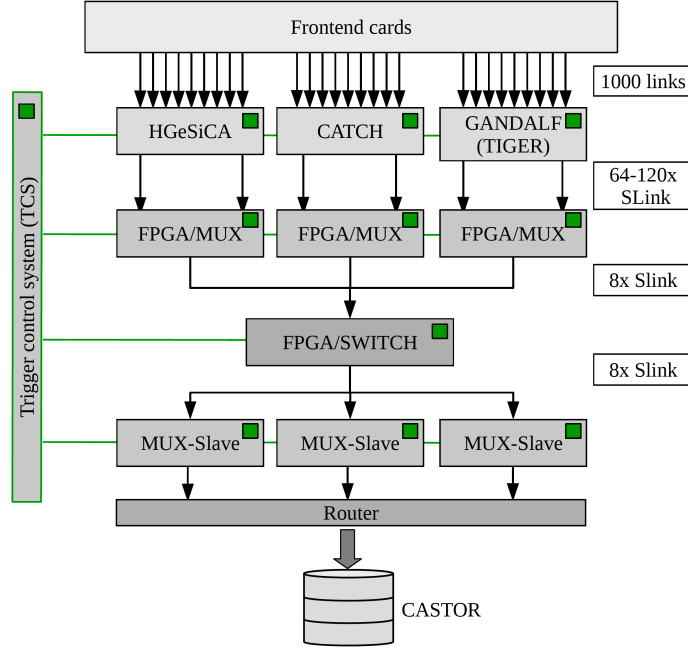 Frontend cards
1000 links
HGeSiCA
CATCH
GANDALF
(TIGER)
64-120x
SLink
Trigger control system (TCS)
FPGA/MUX
FPGA/MUX
FPGA/MUX
8x Slink
FPGA/SWITCH
8x Slink
MUX-Slave
MUX-Slave
MUX-Slave
Router
CASTOR